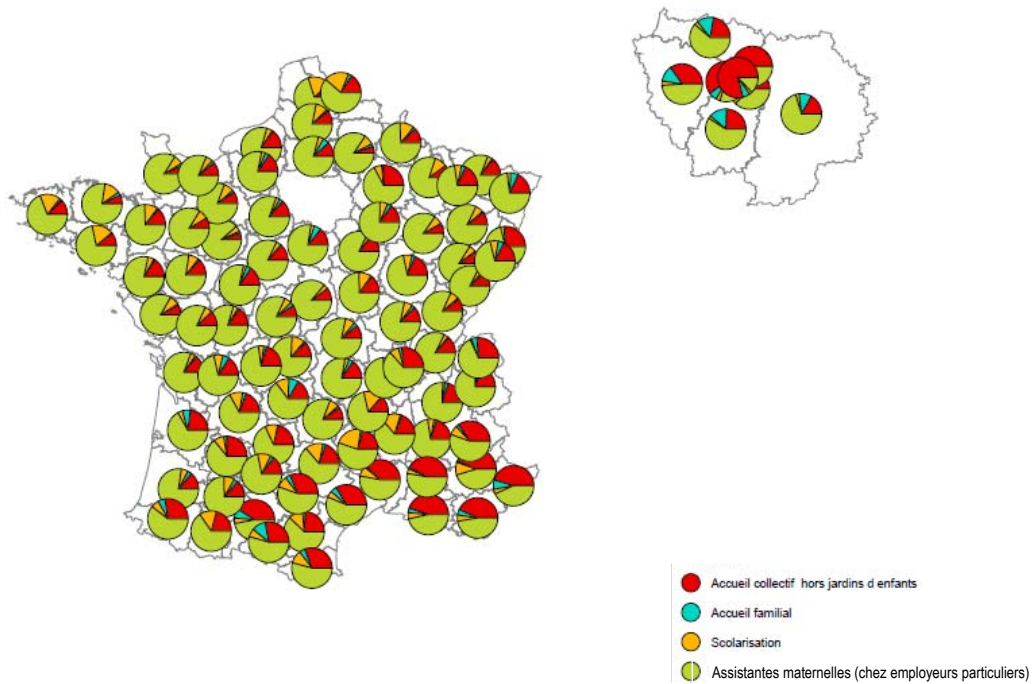 Accueil collectif hors jardins d enfants
Accueil familial
Scolarisation
Assistantes maternelles (chez employeurs particuliers)